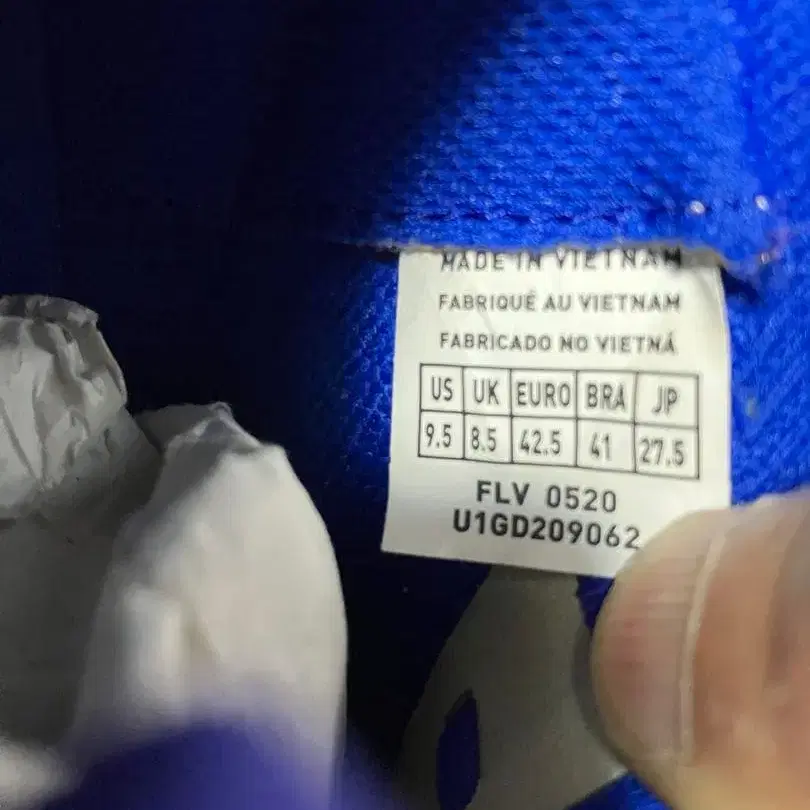 MADE IN VIETNAM
FABRIQUÉ AU VIETNAM
FABRICADO NO VIETNÁ
US UK EURO BRA JP
9.5 8.5 42.5 41 27.5
FLV 0520
U1GD209062